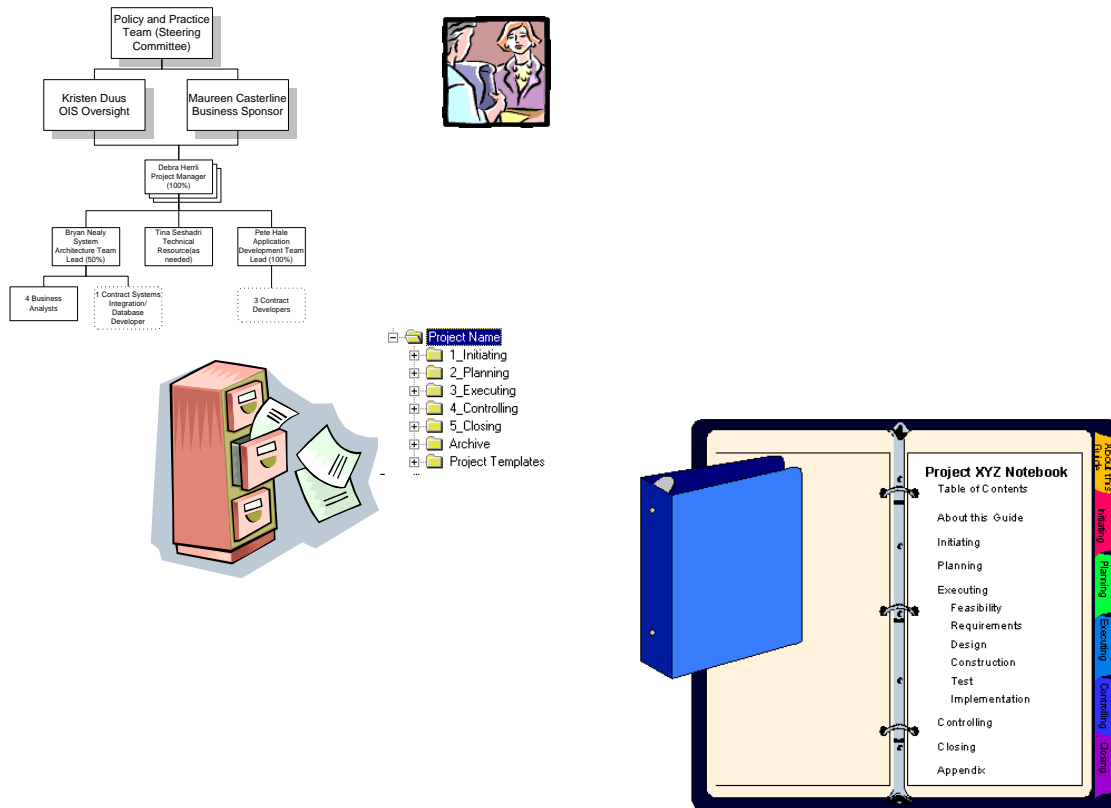 Policy and Practice
Team (Steering
Committee)
Kristen Duus
OIS Oversight
Maureen Casterline
Business Sponsor
Debra Herrli
Project Manager
(100%)
Bryan Nealy
System
Architecture Team
Lead (50%)
Tina Seshadri
Technical
Resource(as
needed)
Pete Hale
Application
Development Team
Lead (100%)
4 Business
Analysts
1 Contract Systems
Integration/
Database
Developer
3 Contract
Developers
Project Name
1_Initiating
2_Planning
3_Executing
4_Controlling
5_Closing
Archive
Project Templates
Project XYZ Notebook
Table of Contents
About this Guide
Initiating
Planning
Executing
Feasibility
Requirements
Design
Construction
Test
Implementation
Controlling
Closing
Appendix
About this
Guide
Initiating
Planning
Executing
Controlling
Closing